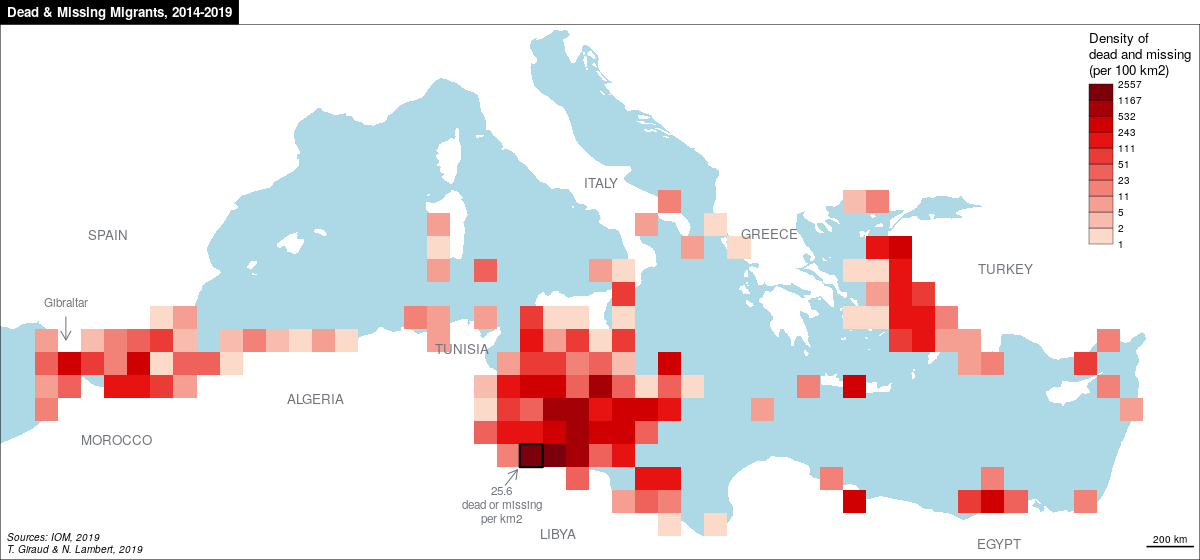 Dead & Missing Migrants, 2014-2019
Density of
dead and missing
(per 100 km2)
2557
1167
532
243
111
51
23
11
5
2
1
ITALY
SPAIN
GREECE
TURKEY
Gibraltar
TUNISIA
ALGERIA
MOROCCO
25.6
dead or missing
per km2
LIBYA
EGYPT
200 km
Sources: IOM, 2019
T. Giraud & N. Lambert, 2019